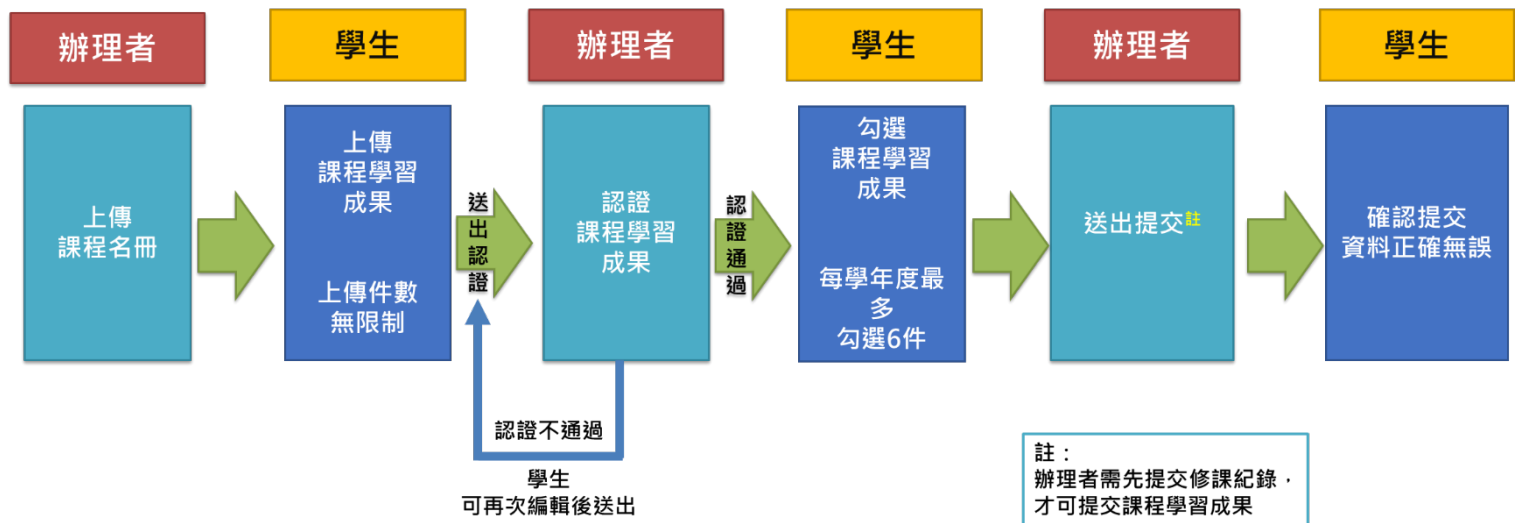 辦理者
學生
辦理者
學生
辦理者
學生
上傳
課程名冊
上傳
課程學習
成果
上傳件數
無限制
送出認證
認證
課程學習
成果
認證通過
勾選
課程學習
成果
每學年度最
多
勾選6件
送出提交註
確認提交
資料正確無誤
認證不通過
學生
可再次編輯後送出
註：
辦理者需先提交修課紀錄，
才可提交課程學習成果